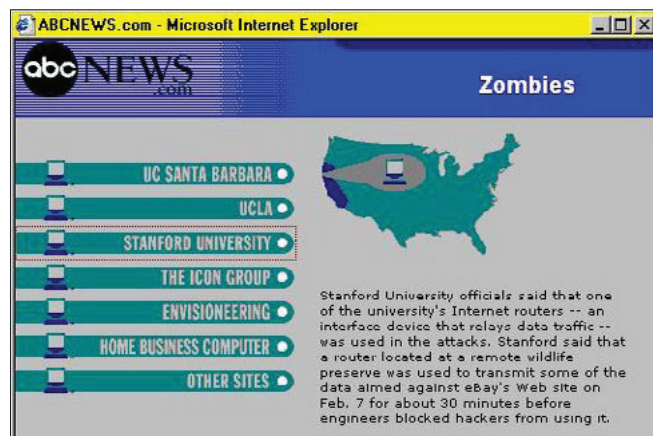 ABCNEWS.com - Microsoft Internet Explorer
abc NEWS
.com
Zombies
UC SANTA BARBARA
UCLA
STANFORD UNIVERSITY
THE ICON GROUP
ENVISIONEERING
HOME BUSINESS COMPUTER
OTHER SITES
Stanford University officials said that one
of the university's Internet routers -- an
interface device that relays data traffic --
was used in the attacks. Stanford said that
a router located at a remote wildlife
preserve was used to transmit some of the
data aimed against eBay's Web site on
Feb. 7 for about 30 minutes before
engineers blocked hackers from using it.